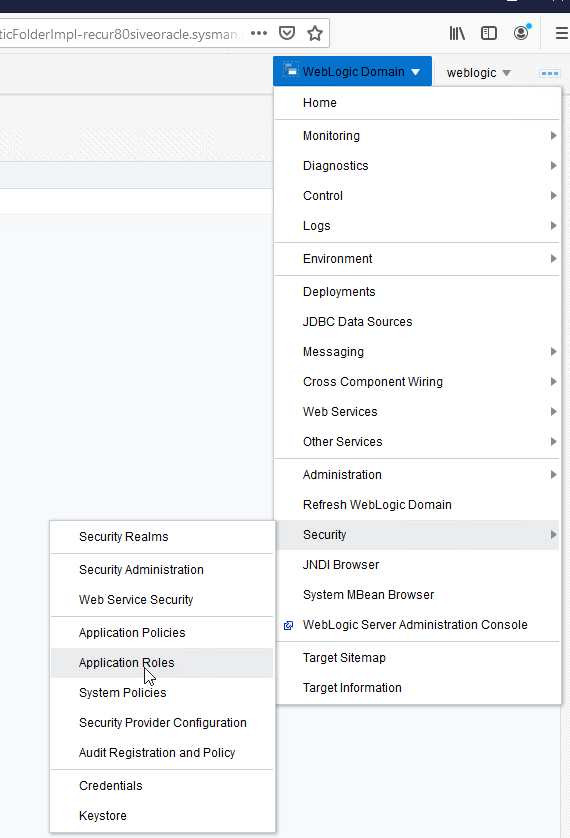 ticFolderImpl-recur80siveoracle.sysman
WebLogic Domain
weblogic
Home
Monitoring
Diagnostics
Control
Logs
Environment
Deployments
JDBC Data Sources
Messaging
Cross Component Wiring
Web Services
Other Services
Administration
Refresh WebLogic Domain
Security
JNDI Browser
System MBean Browser
WebLogic Server Administration Console
Target Sitemap
Target Information
Security Realms
Security Administration
Web Service Security
Application Policies
Application Roles
System Policies
Security Provider Configuration
Audit Registration and Policy
Credentials
Keystore